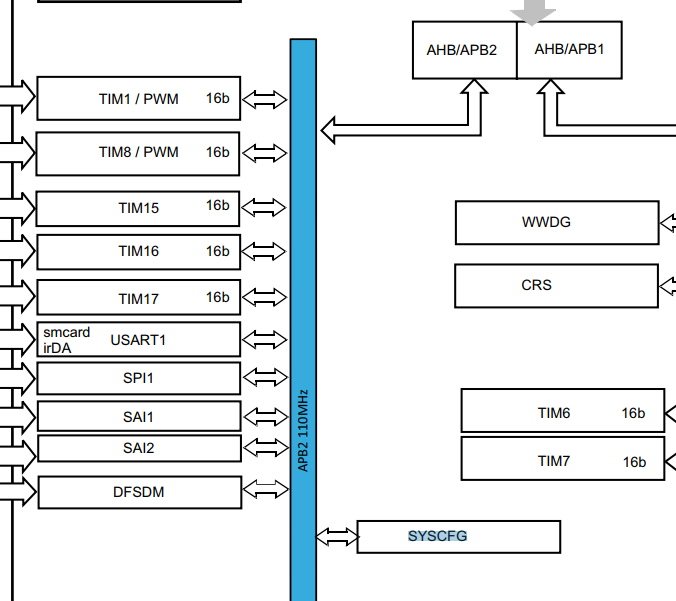 AHB/APB2 AHB/APB1
TIM1 / PWM 16b
TIM8 / PWM 16b
TIM15 16b
TIM16 16b
TIM17 16b
smcard
irDA USART1
SPI1
SAI1
SAI2
DFSDM
APB2 110MHz
WWDG
CRS
TIM6 16b
TIM7 16b
SYSCFG